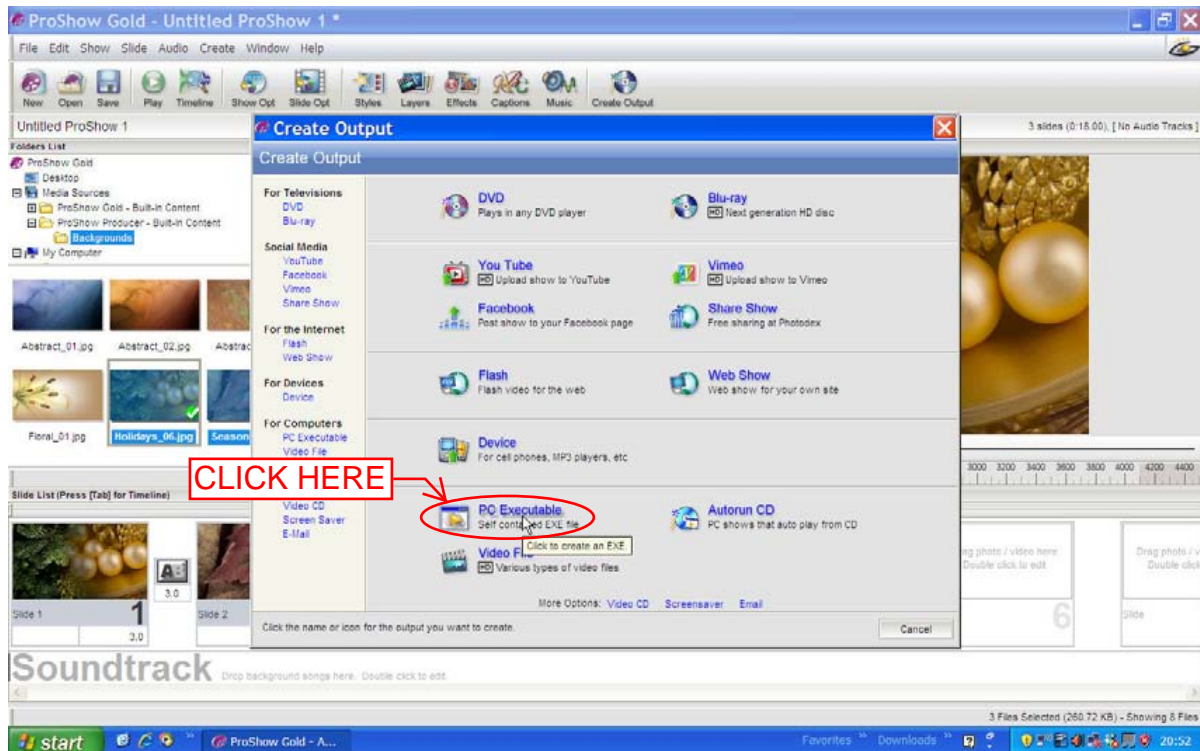 ProShow Gold - Untitled ProShow 1 *
File Edit Show Slide Audio Create Window Help
New Open Save Play Timeline Show Opt Slide Opt Styles Layers Effects Captions Music Create Output
Untitled ProShow 1
3 slides (0:18.00), [ No Audio Tracks ]
Folders List
ProShow Gold
Desktop
Media Sources
ProShow Gold - Built-In Content
ProShow Producer - Built-In Content
Backgrounds
My Computer
Abstract_01.jpg Abstract_02.jpg Abstrac
Floral_01.jpg Holidays_06.jpg Season
Create Output
Create Output
For Televisions
DVD
Blu-ray
Social Media
YouTube
Facebook
Vimeo
Share Show
For the Internet
Flash
Web Show
For Devices
Device
For Computers
PC Executable
Video File
Video CD
Screen Saver
E-Mail
DVD
Plays in any DVD player
Blu-ray
HD Next generation HD disc
You Tube
HD Upload show to YouTube
Vimeo
HD Upload show to Vimeo
Facebook
Post show to your Facebook page
Share Show
Free sharing at Photodex
Flash
Flash video for the web
Web Show
Web show for your own site
Device
For cell phones, MP3 players, etc
CLICK HERE
PC Executable
Self contained EXE file
Click to create an EXE.
Autorun CD
PC shows that auto play from CD
Video F
HD Various types of video files
More Options: Video CD Screensaver Email
Click the name or icon for the output you want to create.
Cancel
3000 3200 3400 3600 3800 4000 4200 4400
Slide List (Press [Tab] for Timeline)
A B
3.0
Slide 1 1
3.0
Slide 2
ng photo / video here
Double click to edit
6
Drag photo / v
Double click
Slide
Soundtrack Drop background songs here. Double click to edit.
3 Files Selected (260.72 KB) - Showing 8 Files
start
ProShow Gold - A...
Favorites
Downloads
20:52